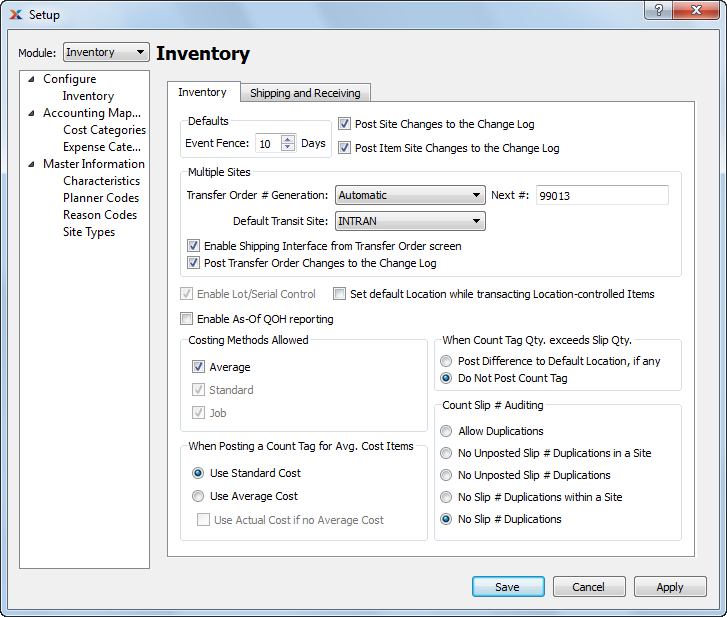 Setup
Module: Inventory
Inventory
Configure
Inventory
Accounting Map...
Cost Categories
Expense Cate...
Master Information
Characteristics
Planner Codes
Reason Codes
Site Types
Inventory Shipping and Receiving
Defaults
Event Fence: 10 Days
Post Site Changes to the Change Log
Post Item Site Changes to the Change Log
Multiple Sites
Transfer Order # Generation: Automatic Next #: 99013
Default Transit Site: INTRAN
Enable Shipping Interface from Transfer Order screen
Post Transfer Order Changes to the Change Log
Enable Lot/Serial Control Set default Location while transacting Location-controlled Items
Enable As-Of QOH reporting
Costing Methods Allowed
Average
Standard
Job
When Posting a Count Tag for Avg. Cost Items
Use Standard Cost
Use Average Cost
Use Actual Cost if no Average Cost
When Count Tag Qty. exceeds Slip Qty.
Post Difference to Default Location, if any
Do Not Post Count Tag
Count Slip # Auditing
Allow Duplications
No Unposted Slip # Duplications in a Site
No Unposted Slip # Duplications
No Slip # Duplications within a Site
No Slip # Duplications
Save Cancel Apply